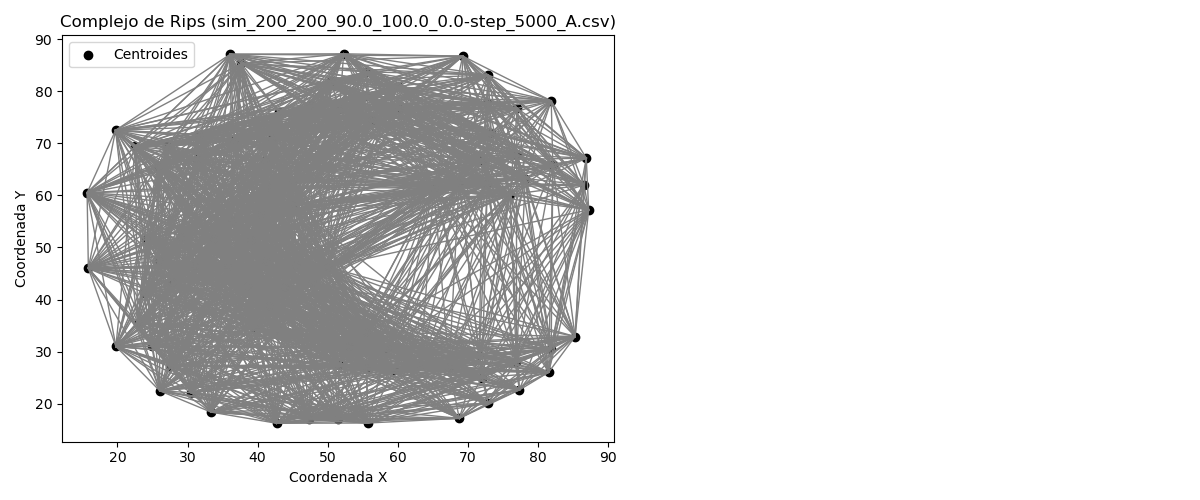 Complejo de Rips (sim_200_200_90.0_100.0_0.0-step_5000_A.csv)
Centroides
90
80
70
60
50
40
30
20
Coordenada Y
20 30 40 50 60 70 80 90
Coordenada X